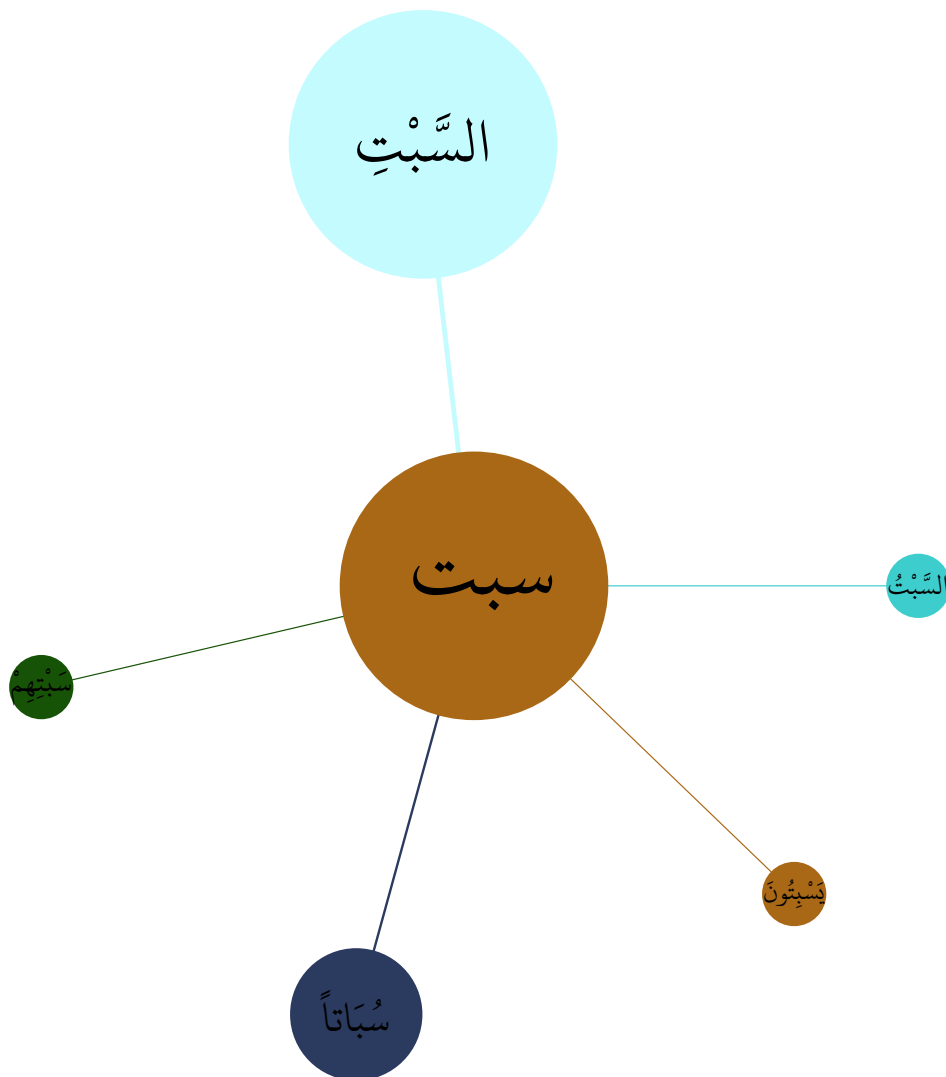 السَّبْتِ
سبت
السَّبْتُ
سَبْتِهِمْ
يَسْبِتُونَ
سُبَاتاً